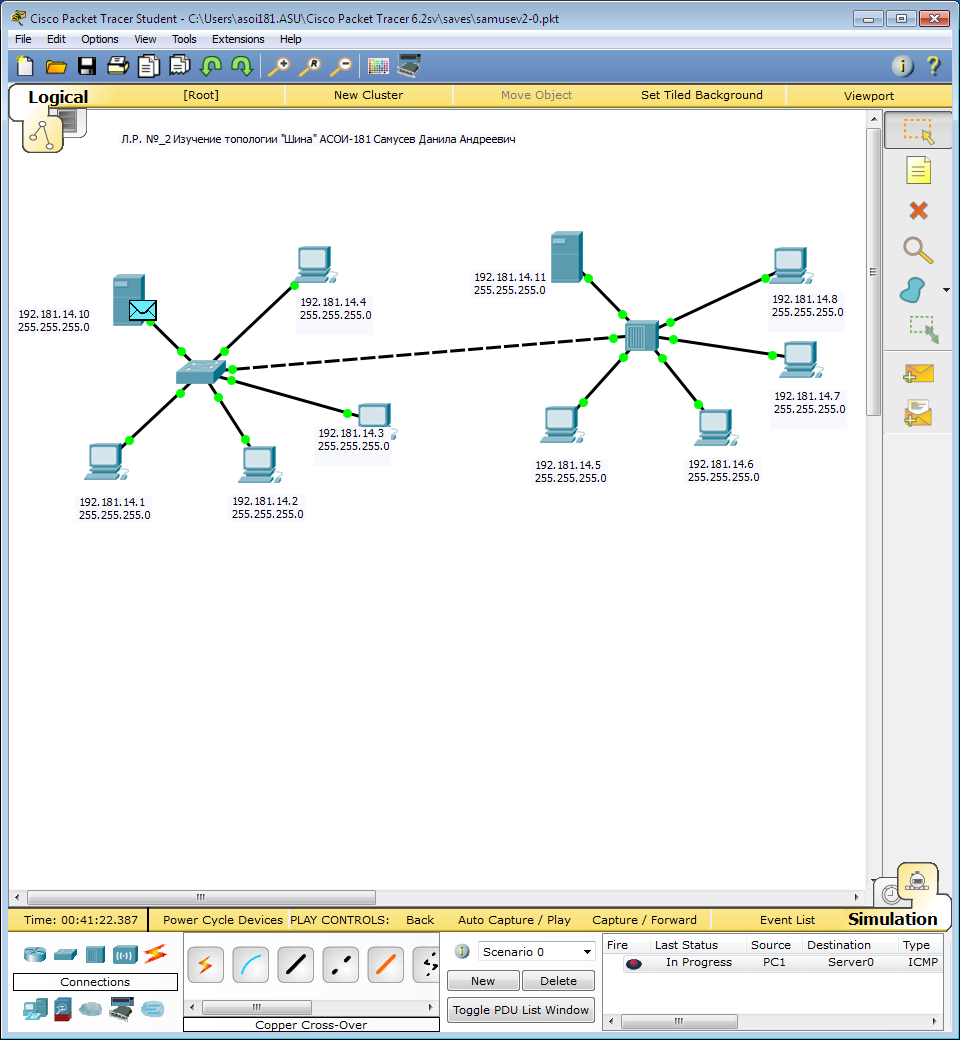 Cisco Packet Tracer Student - C:\Users\asoi181.ASU\Cisco Packet Tracer 6.2sv\saves\samusev2-0.pkt
File Edit Options View Tools Extensions Help
Logical [Root] New Cluster Move Object Set Tiled Background Viewport
Л.Р. №_2 Изучение топологии "Шина" АСОИ-181 Самусев Данила Андреевич
192.181.14.10
255.255.255.0
192.181.14.4
255.255.255.0
192.181.14.11
255.255.255.0
192.181.14.8
255.255.255.0
192.181.14.3
255.255.255.0
192.181.14.7
255.255.255.0
192.181.14.1
255.255.255.0
192.181.14.2
255.255.255.0
192.181.14.5
255.255.255.0
192.181.14.6
255.255.255.0
Time: 00:41:22.387 Power Cycle Devices PLAY CONTROLS: Back Auto Capture / Play Capture / Forward Event List Simulation
Connections
Copper Cross-Over
Scenario 0
New Delete
Toggle PDU List Window
Fire Last Status Source Destination Type
In Progress PC1 Server0 ICMP